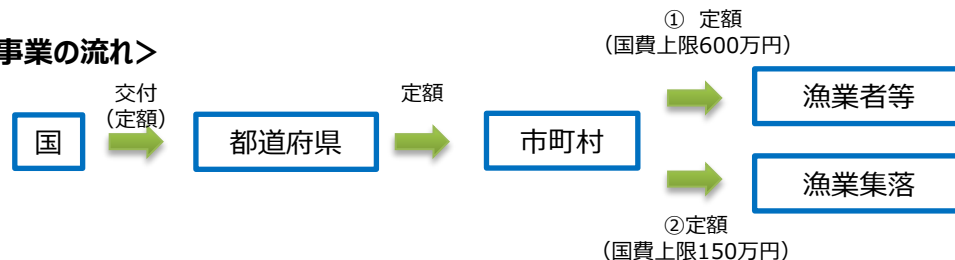 事業の流れ>
① 定額
(国費上限600万円)
交付
(定額)
定額
国
都道府県
市町村
漁業者等
漁業集落
②定額
(国費上限150万円)